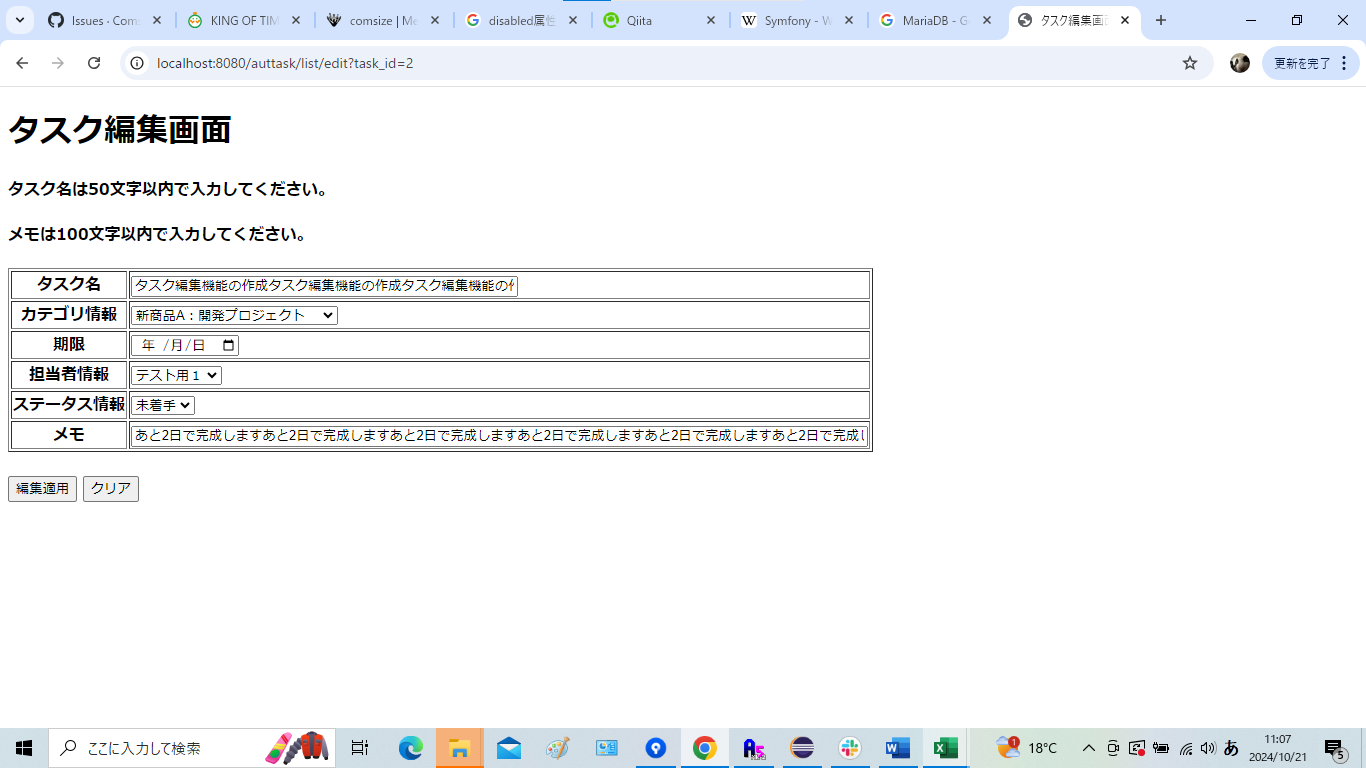 Issues · Com
KING OF TIM
comsize | Me
disabled属性
Qiita
Symfony - W
MariaDB - G
タスク編集画面
localhost:8080/auttask/list/edit?task_id=2
更新を完了
タスク編集画面
タスク名は50文字以内で入力してください。
メモは100文字以内で入力してください。
タスク名 タスク編集機能の作成タスク編集機能の作成タスク編集機能の作
カテゴリ情報 新商品A：開発プロジェクト
期限 年 /月/日
担当者情報 テスト用１
ステータス情報 未着手
メモ あと2日で完成しますあと2日で完成しますあと2日で完成しますあと2日で完成しますあと2日で完成しますあと2日で完成し
編集適用 クリア
ここに入力して検索
1
18°C
あ
11:07
2024/10/21
5